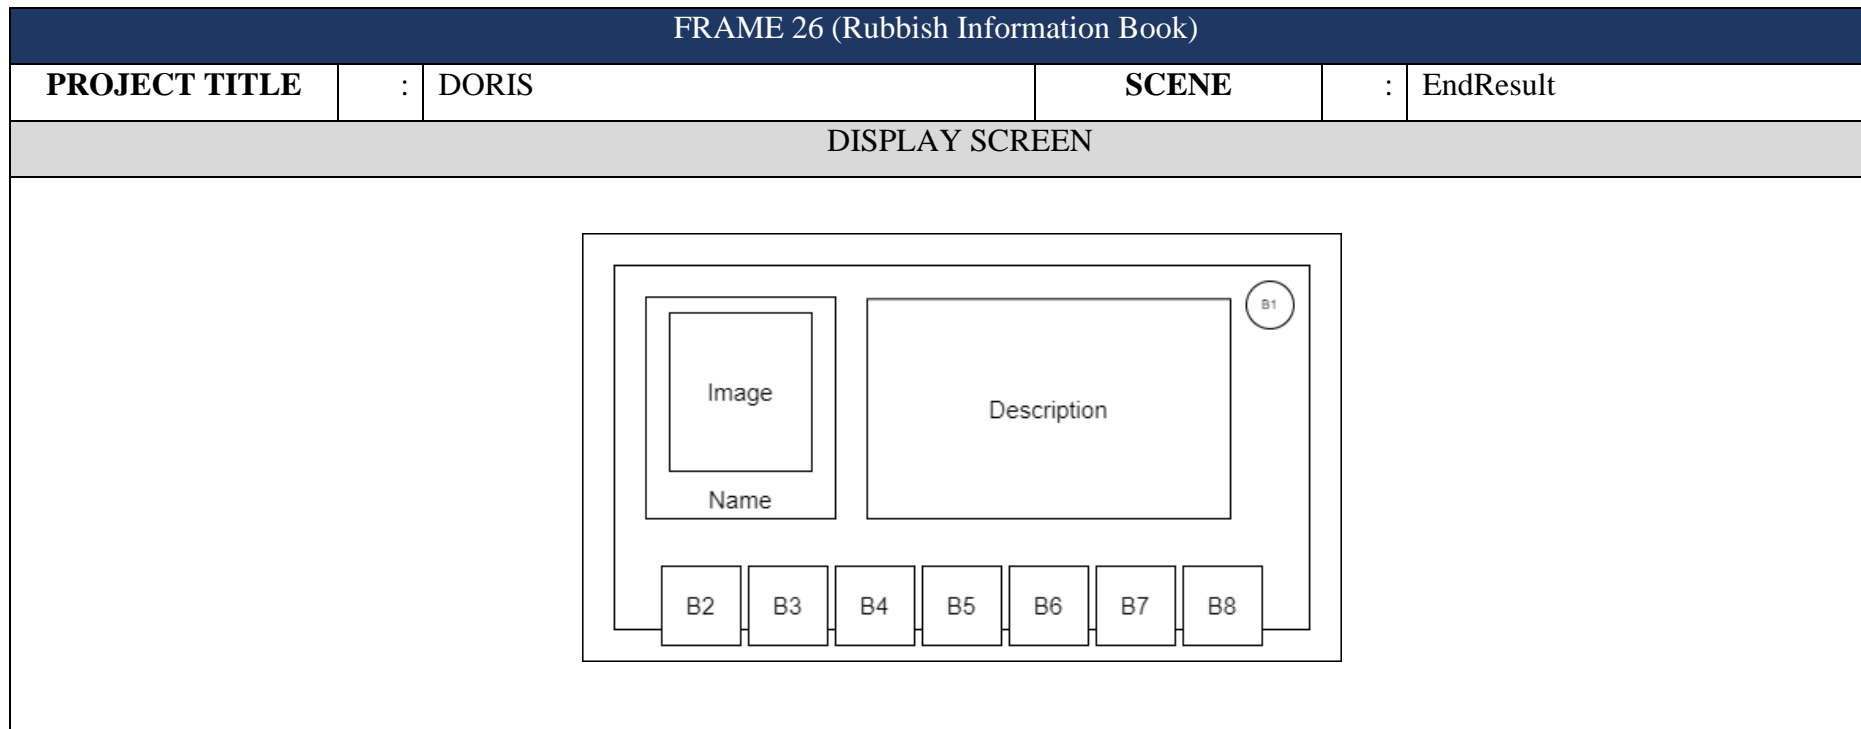 FRAME 26 (Rubbish Information Book)
PROJECT TITLE : DORIS SCENE : EndResult
DISPLAY SCREEN
B1
Image
Description
Name
B2 B3 B4 B5 B6 B7 B8